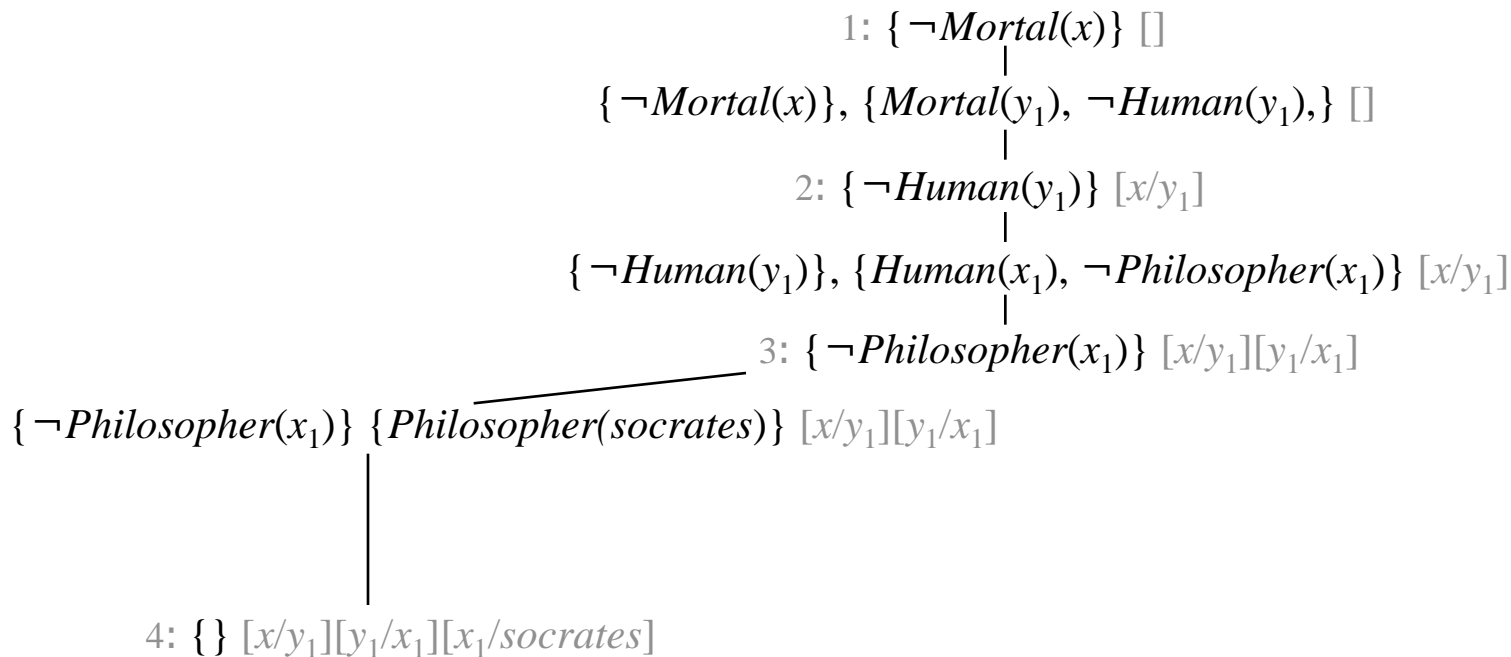 1: {¬Mortal(x)} []
{¬Mortal(x)}, {Mortal(y₁), ¬Human(y₁),} []
2: {¬Human(y₁)} [x/y₁]
{¬Human(y₁)}, {Human(x₁), ¬Philosopher(x₁)} [x/y₁]
3: {¬Philosopher(x₁)} [x/y₁][y₁/x₁]
{¬Philosopher(x₁)} {Philosopher(socrates)} [x/y₁][y₁/x₁]
4: {} [x/y₁][y₁/x₁][x₁/socrates]